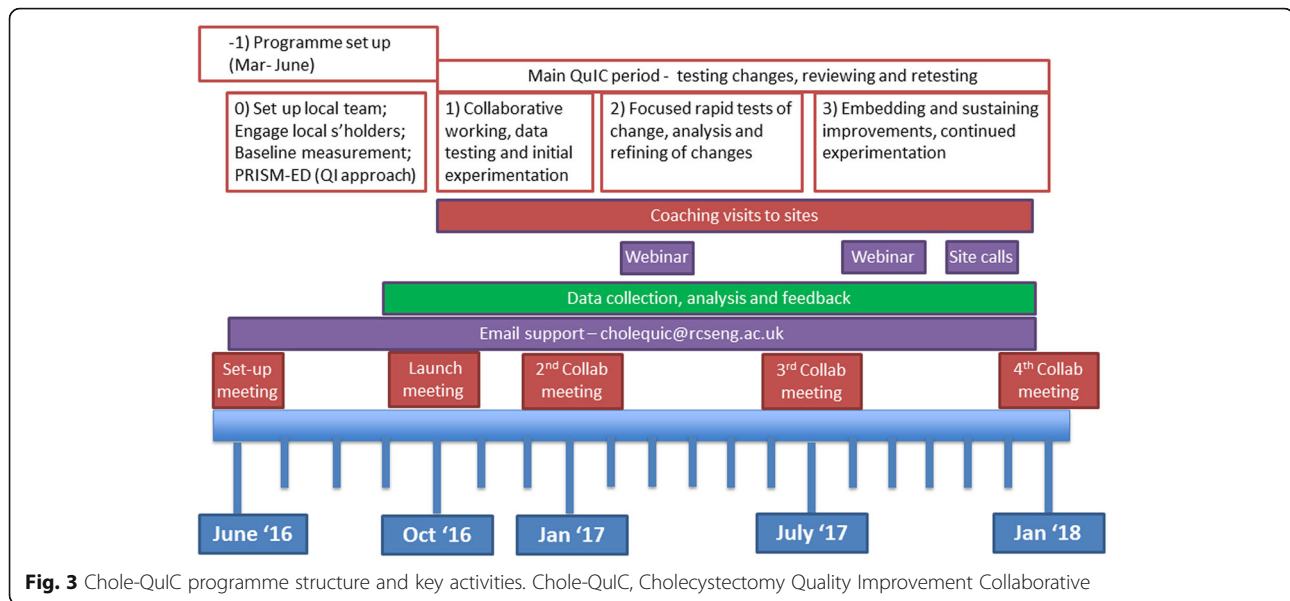 -1) Programme set up
(Mar- June)
Main QuIC period - testing changes, reviewing and retesting
0) Set up local team;
Engage local s'holders;
Baseline measurement;
PRISM-ED (QI approach)
1) Collaborative
working, data
testing and initial
experimentation
2) Focused rapid tests of
change, analysis and
refining of changes
3) Embedding and sustaining
improvements, continued
experimentation
Coaching visits to sites
Webinar
Webinar
Site calls
Data collection, analysis and feedback
Email support – cholequic@rcseng.ac.uk
Set-up
meeting
Launch
meeting
2nd Collab
meeting
3rd Collab
meeting
4th Collab
meeting
June ‘16
Oct ‘16
Jan ‘17
July ‘17
Jan ‘18
Fig. 3 Chole-QuIC programme structure and key activities. Chole-QuIC, Cholecystectomy Quality Improvement Collaborative